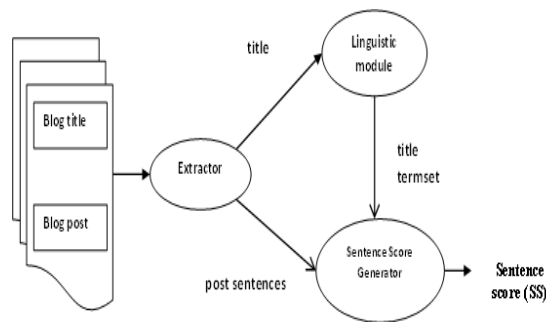 Blog title
Blog post
Extractor
title
Linguistic
module
title
termset
post sentences
Sentence Score
Generator
Sentence
score (SS)